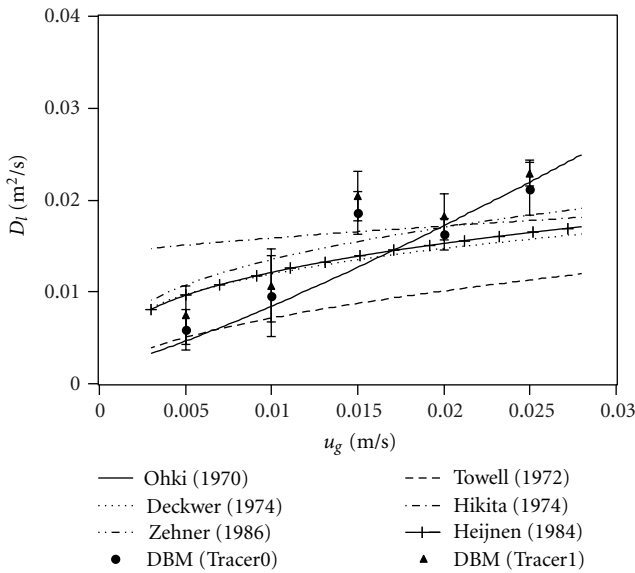 0.04
0.03
0.02
0.01
0
D_l (m²/s)
0 0.005 0.01 0.015 0.02 0.025 0.03
u_g (m/s)
Ohki (1970) Towell (1972)
Deckwer (1974) Hikita (1974)
Zehner (1986) Heijnen (1984)
DBM (Tracer0) DBM (Tracer1)